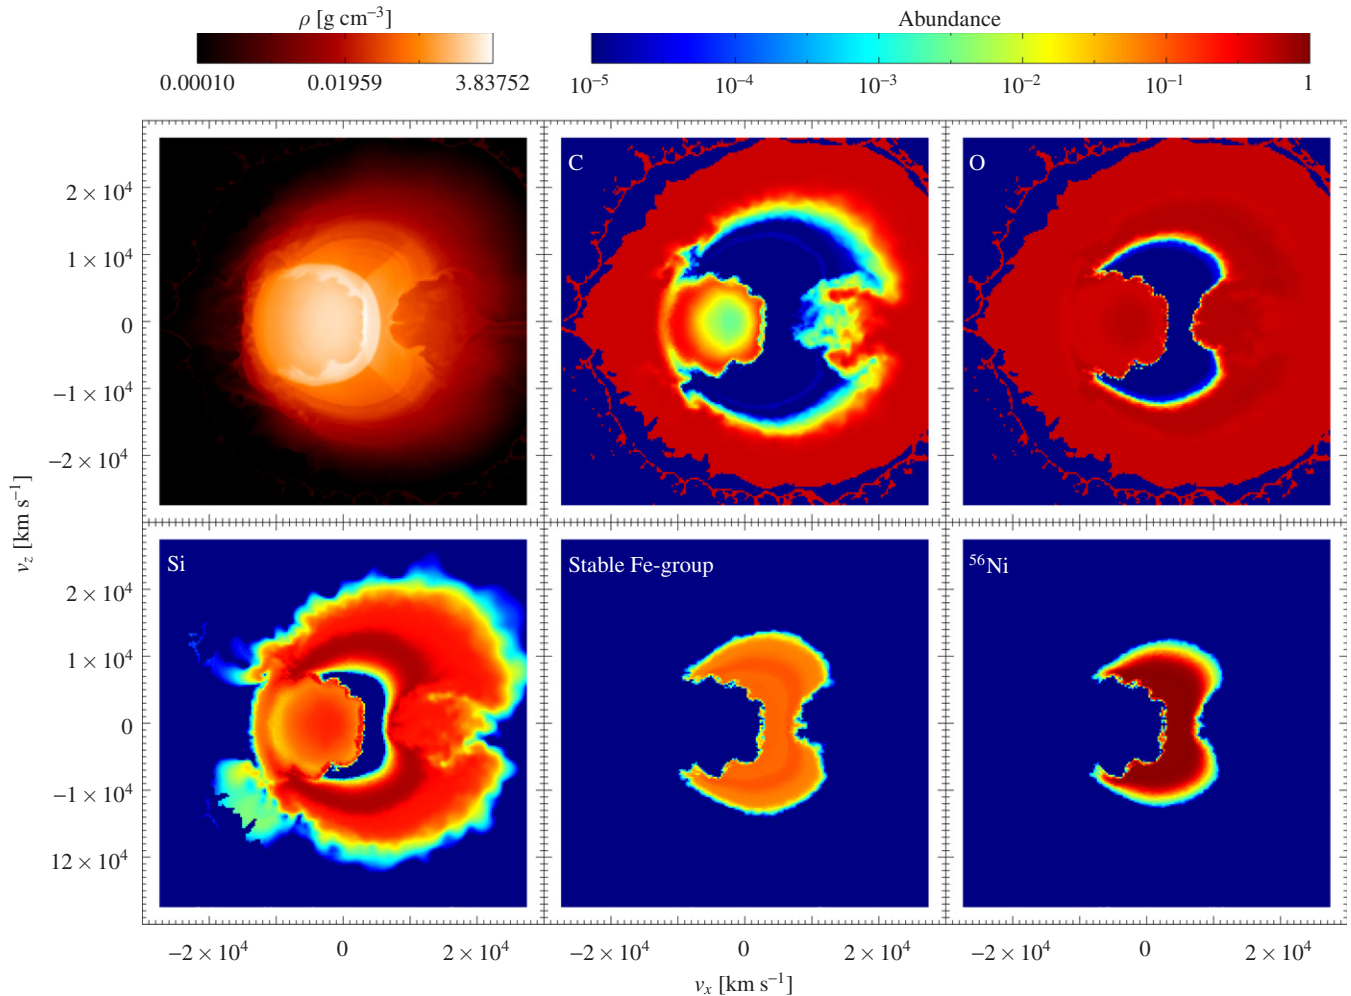 ρ [g cm⁻³] Abundance
0.00010 0.01959 3.83752 10⁻⁵ 10⁻⁴ 10⁻³ 10⁻² 10⁻¹ 1
C O
2 × 10⁴
1 × 10⁴
0
−1 × 10⁴
−2 × 10⁴
v_z [km s⁻¹]
Si Stable Fe-group ⁵⁶Ni
2 × 10⁴
1 × 10⁴
0
−1 × 10⁴
12 × 10⁴
−2 × 10⁴ 0 2 × 10⁴ −2 × 10⁴ 0 2 × 10⁴ −2 × 10⁴ 0 2 × 10⁴
v_x [km s⁻¹]